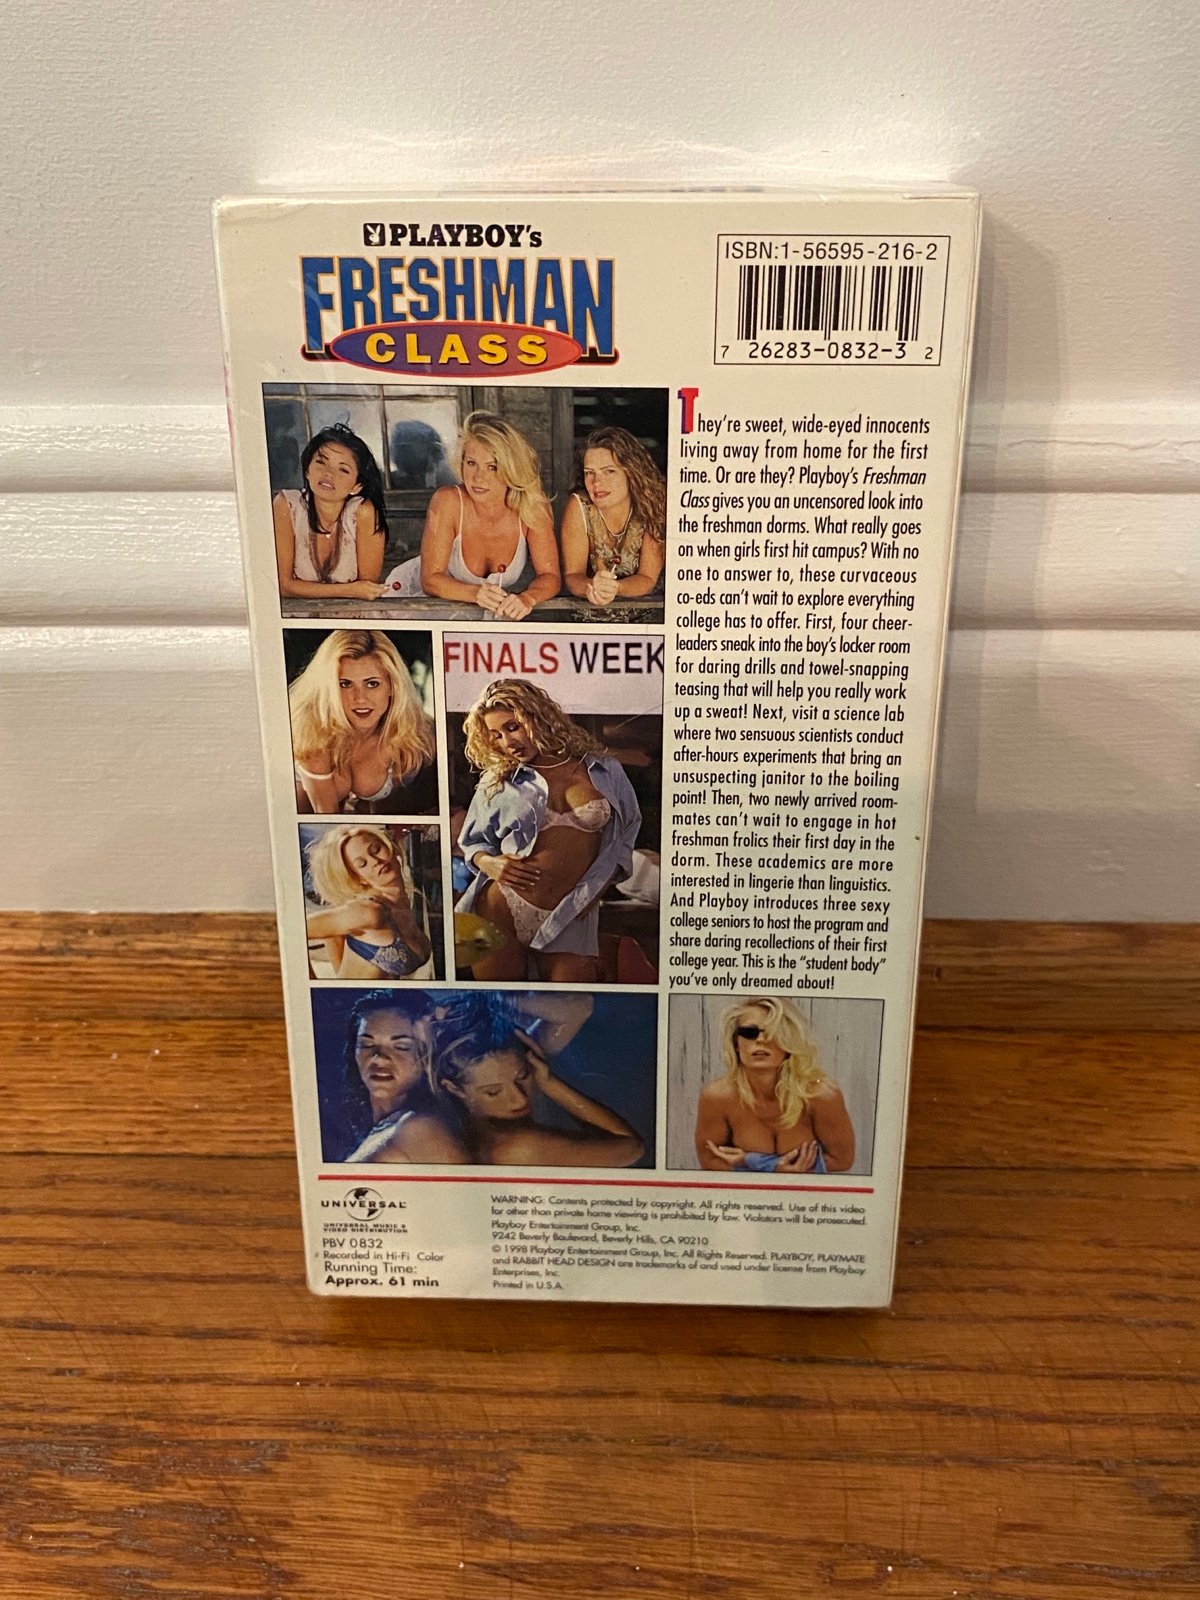 PLAYBOY's
FRESHMAN
CLASS
ISBN:1-56595-216-2
7 26283-0832-3 2
They're sweet, wide-eyed innocents
living away from home for the first
time. Or are they? Playboy's Freshman
Class gives you an uncensored look into
the freshman dorms. What really goes
on when girls first hit campus? With no
one to answer to, these curvaceous
co-eds can't wait to explore everything
college has to offer. First, four cheer-
leaders sneak into the boy's locker room
for daring drills and towel-snapping
teasing that will help you really work
up a sweat! Next, visit a science lab
where two sensuous scientists conduct
after-hours experiments that bring an
unsuspecting janitor to the boiling
point! Then, two newly arrived room-
mates can't wait to engage in hot
freshman frolics their first day in the
dorm. These academics are more
interested in lingerie than linguistics.
And Playboy introduces three sexy
college seniors to host the program and
share daring recollections of their first
college year. This is the "student body"
you've only dreamed about!
FINALS WEEK
UNIVERSAL
UNIVERSAL MUSIC &
VIDEO DISTRIBUTION
PBV 0832
Recorded in Hi-Fi Color
Running Time:
Approx. 61 min
WARNING: Contents protected by copyright. All rights reserved. Use of this video
for other than private home viewing is prohibited by law. Violators will be prosecuted.
Playboy Entertainment Group, Inc.
9242 Beverly Boulevard, Beverly Hills, CA 90210
© 1998 Playboy Entertainment Group, Inc. All Rights Reserved. PLAYBOY, PLAYMATE
and RABBIT HEAD DESIGN are trademarks of and used under license from Playboy
Enterprises, Inc.
Printed in U.S.A.